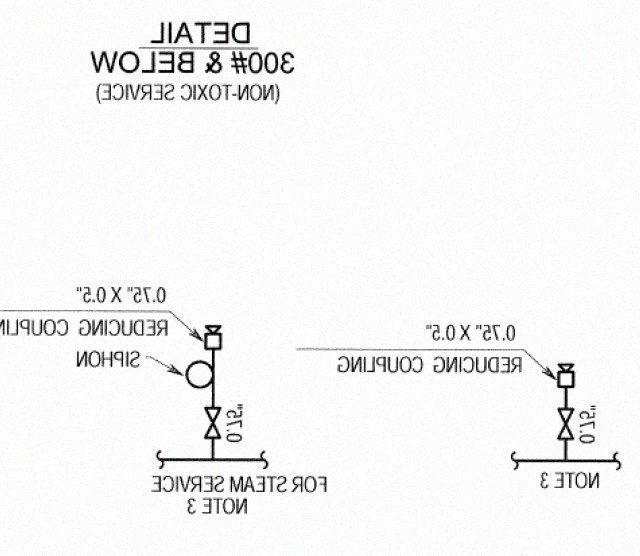 DETAIL
300# & BELOW
(NON-TOXIC SERVICE)
0.75" X 0.5"
REDUCING COUPLING
0.75"
NOTE 3
0.75" X 0.5"
REDUCING COUPLIN
SIPHON
0.75"
FOR STEAM SERVICE
NOTE 3